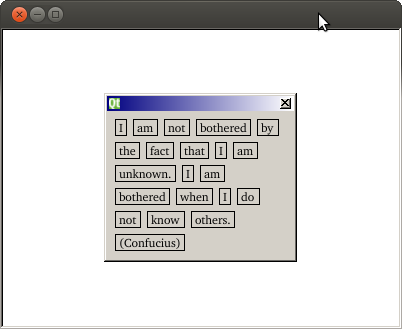 Qt
I am not bothered by
the fact that I am
unknown. I am
bothered when I do
not know others.
(Confucius)